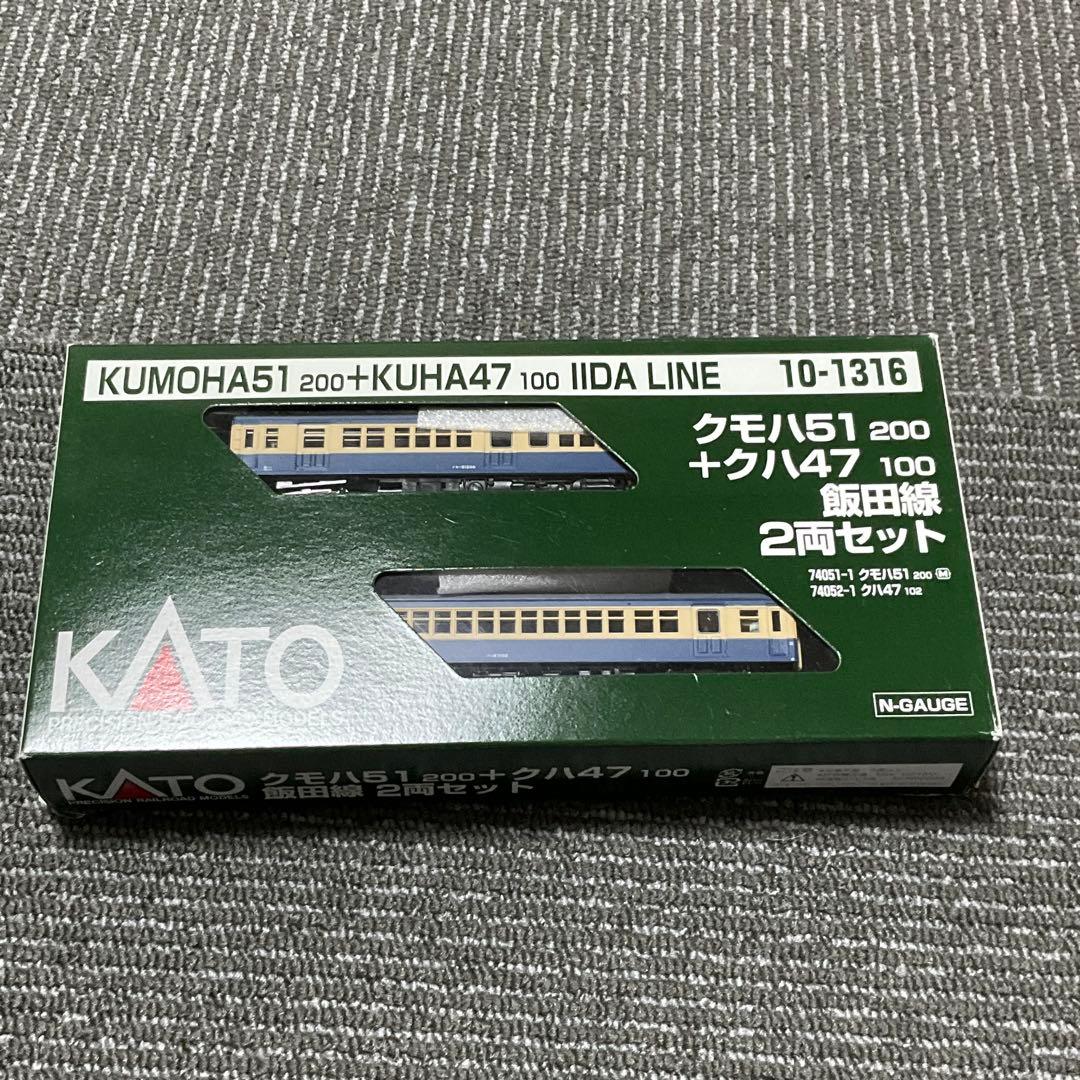 KUMOHA51 200+KUHA47 100 IIDA LINE 10-1316
クモハ51 200
+クハ47 100
飯田線
2両セット
74051-1 クモハ51 200 M
74052-1 クハ47 102
KATO
N-GAUGE
KATO
PRECISION RAILROAD MODELS
クモハ51 200+クハ47 100
飯田線 2両セット